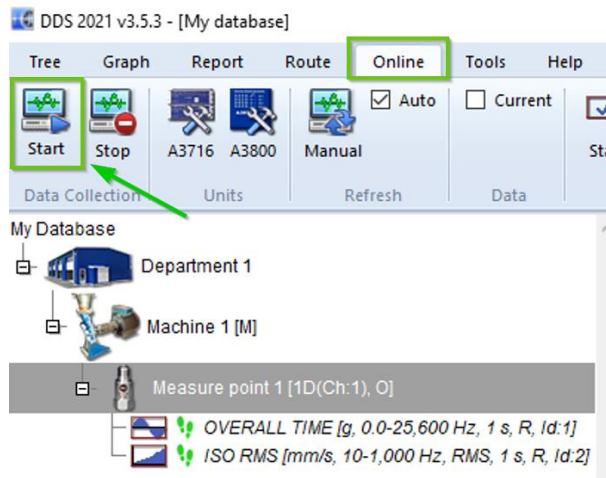 DDS 2021 v3.5.3 - [My database]
Tree Graph Report Route Online Tools Help
Auto Current
Start Stop A3716 A3800 Manual
Data Collection Units Refresh Data
My Database
Department 1
Machine 1 [M]
Measure point 1 [1D(Ch:1), O]
OVERALL TIME [g, 0.0-25,600 Hz, 1 s, R, Id:1]
ISO RMS [mm/s, 10-1,000 Hz, RMS, 1 s, R, Id:2]